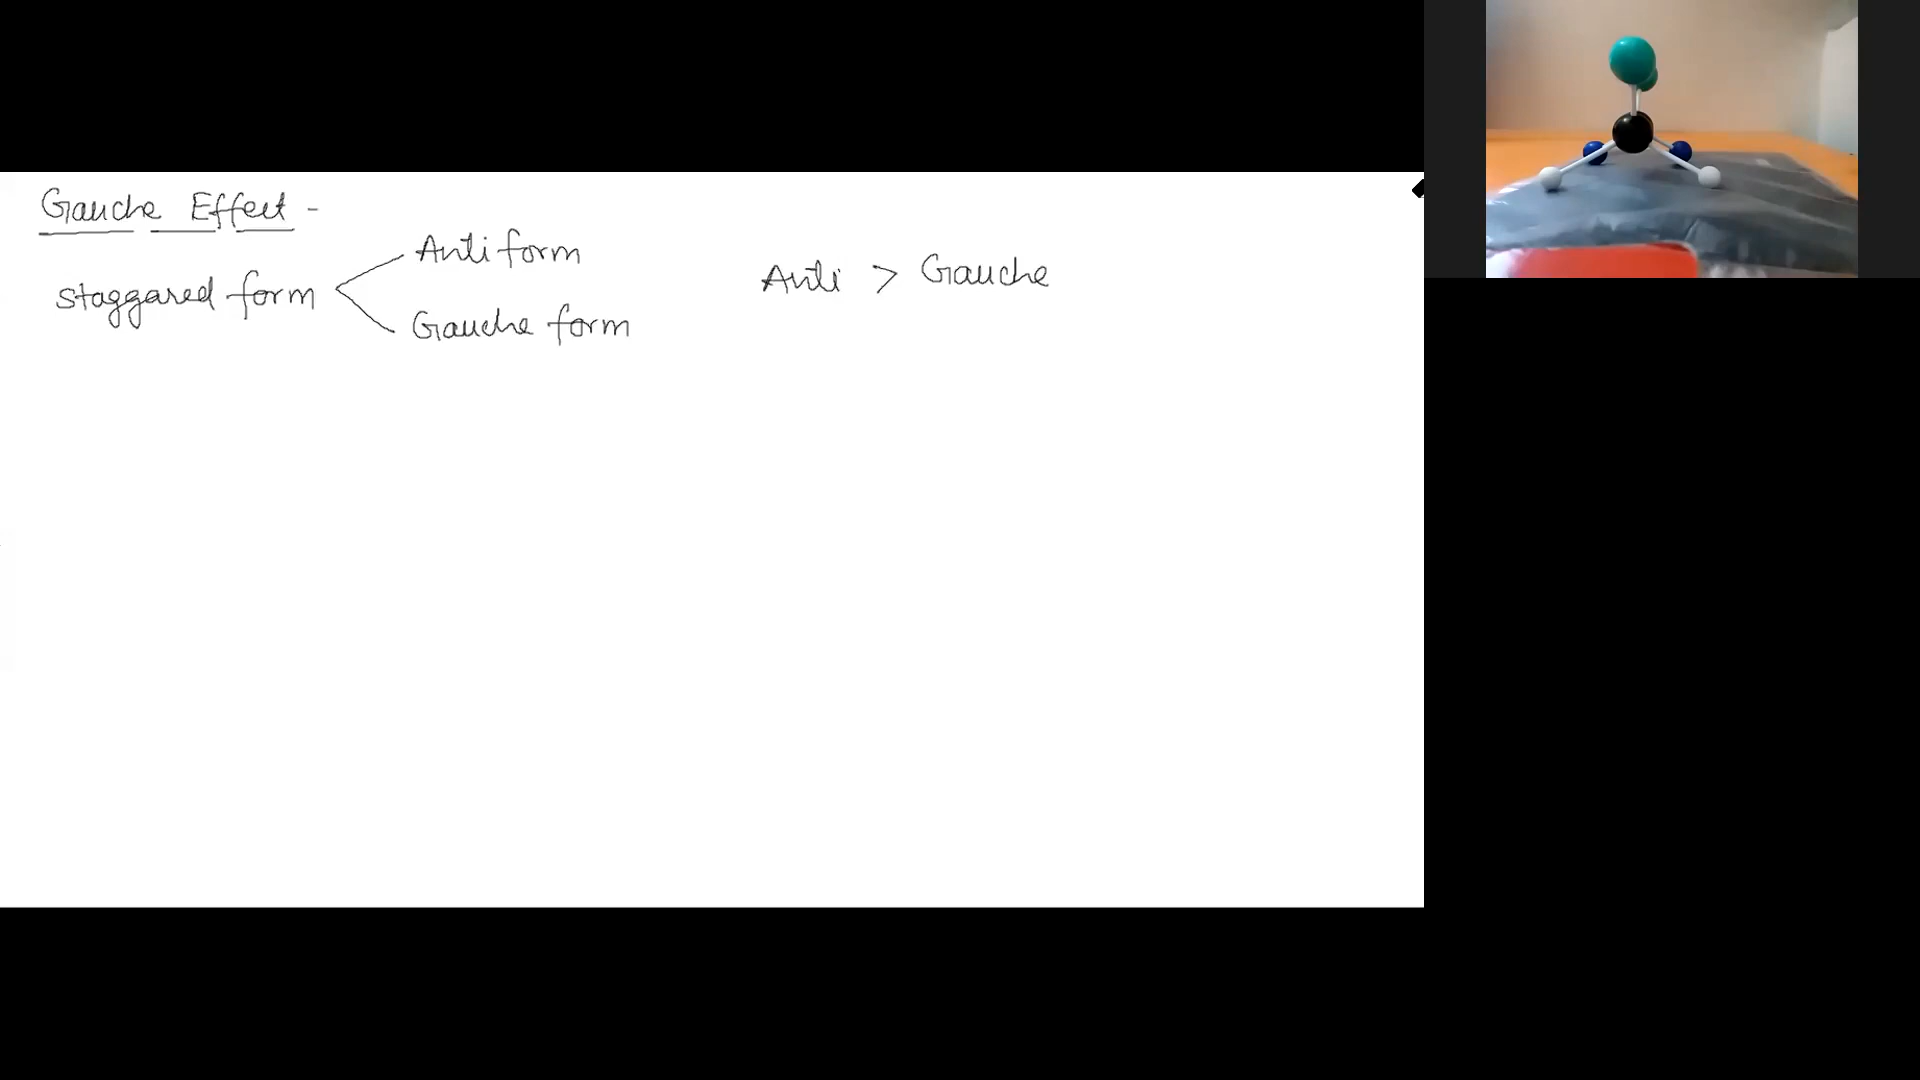 Gauche Effect -
Anti form
staggared form
Gauche form
Anti > Gauche